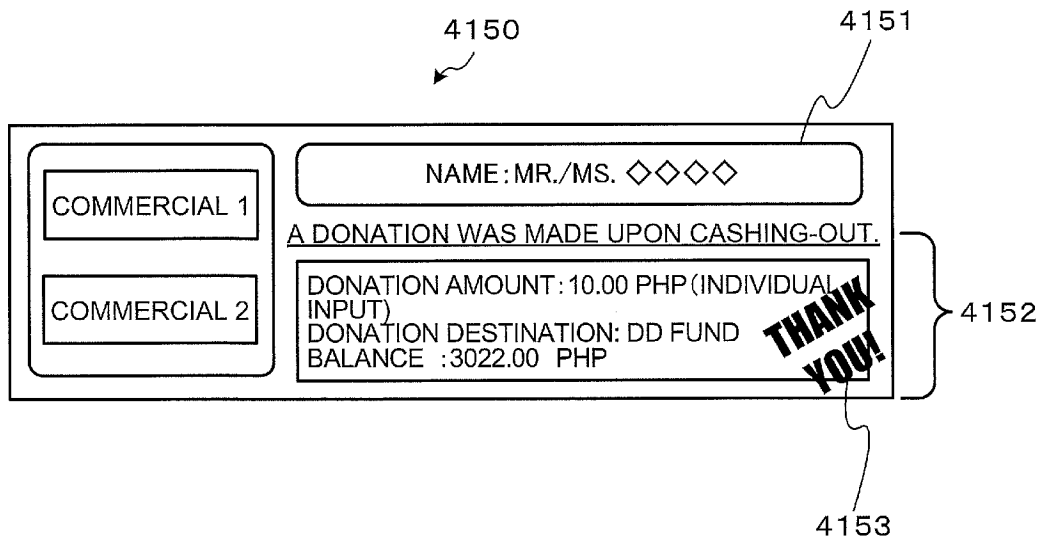 4150
4151
NAME:MR./MS. ◇◇◇◇
COMMERCIAL 1
COMMERCIAL 2
A DONATION WAS MADE UPON CASHING-OUT.
DONATION AMOUNT:10.00 PHP(INDIVIDUAL
INPUT)
DONATION DESTINATION: DD FUND
BALANCE :3022.00 PHP
THANK
YOU!
4152
4153